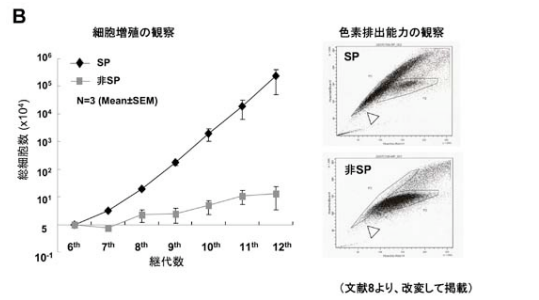 B
細胞増殖の観察
色素排出能力の観察
10⁶
10⁵
10⁴
10³
10²
10¹
5
10⁻¹
総細胞数 (x10⁴)
SP
非SP
N=3 (Mean±SEM)
6th 7th 8th 9th 10th 11th 12th
継代数
SP
非SP
（文献8より、改変して掲載）